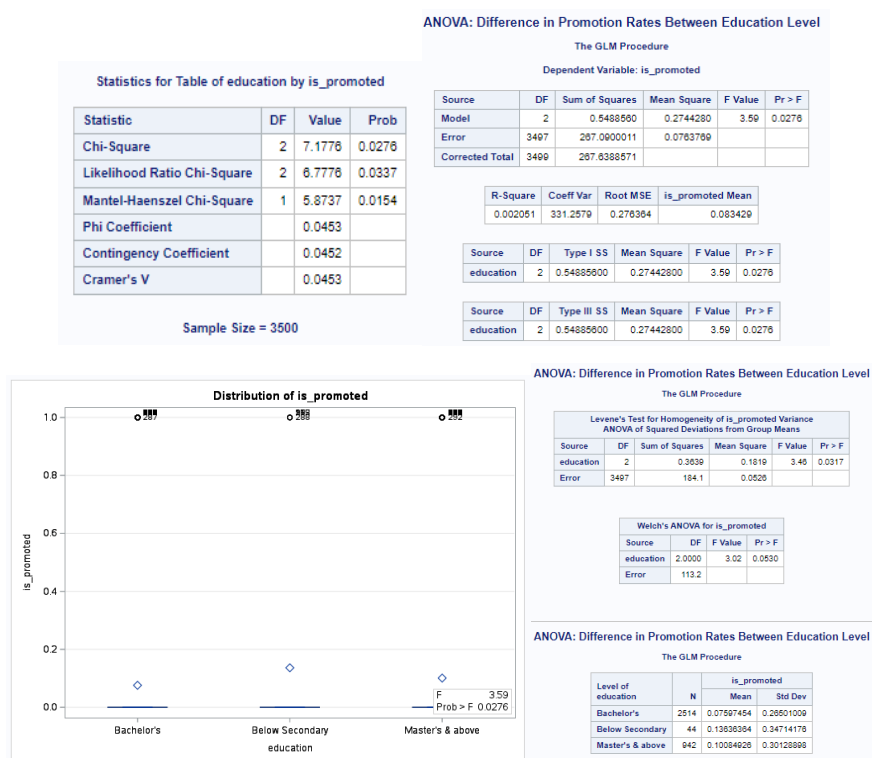 Statistics for Table of education by is_promoted
Statistic DF Value Prob
Chi-Square 2 7.1776 0.0276
Likelihood Ratio Chi-Square 2 6.7776 0.0337
Mantel-Haenszel Chi-Square 1 5.8737 0.0154
Phi Coefficient 0.0453
Contingency Coefficient 0.0452
Cramer's V 0.0453
Sample Size = 3500
ANOVA: Difference in Promotion Rates Between Education Level
The GLM Procedure
Dependent Variable: is_promoted
Source DF Sum of Squares Mean Square F Value Pr > F
Model 2 0.5488560 0.2744280 3.59 0.0276
Error 3497 267.0900011 0.0763769
Corrected Total 3499 267.6388571
R-Square Coeff Var Root MSE is_promoted Mean
0.002051 331.2579 0.276364 0.083429
Source DF Type I SS Mean Square F Value Pr > F
education 2 0.54885600 0.27442800 3.59 0.0276
Source DF Type III SS Mean Square F Value Pr > F
education 2 0.54885600 0.27442800 3.59 0.0276
Distribution of is_promoted
is_promoted
1.0
0.8
0.6
0.4
0.2
0.0
F 3.59
Prob > F 0.0276
Bachelor's Below Secondary Master's & above
education
ANOVA: Difference in Promotion Rates Between Education Level
The GLM Procedure
Levene's Test for Homogeneity of is_promoted Variance
ANOVA of Squared Deviations from Group Means
Source DF Sum of Squares Mean Square F Value Pr > F
education 2 0.3639 0.1819 3.46 0.0317
Error 3497 184.1 0.0526
Welch's ANOVA for is_promoted
Source DF F Value Pr > F
education 2.0000 3.02 0.0530
Error 113.2
ANOVA: Difference in Promotion Rates Between Education Level
The GLM Procedure
Level of education N is_promoted
Mean Std Dev
Bachelor's 2514 0.07597454 0.26501009
Below Secondary 44 0.13636364 0.34714176
Master's & above 942 0.10084926 0.30128898